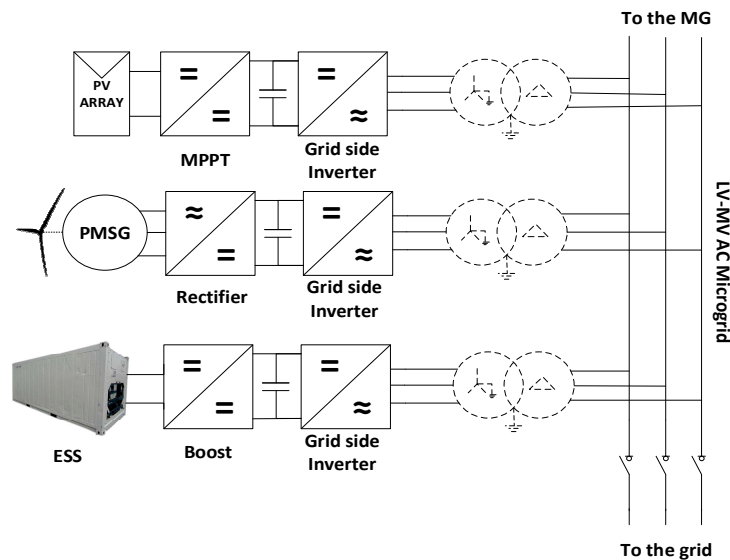 To the MG
PV
ARRAY
MPPT
Grid side
Inverter
PMSG
Rectifier
Grid side
Inverter
LV-MV AC Microgrid
ESS
Boost
Grid side
Inverter
To the grid